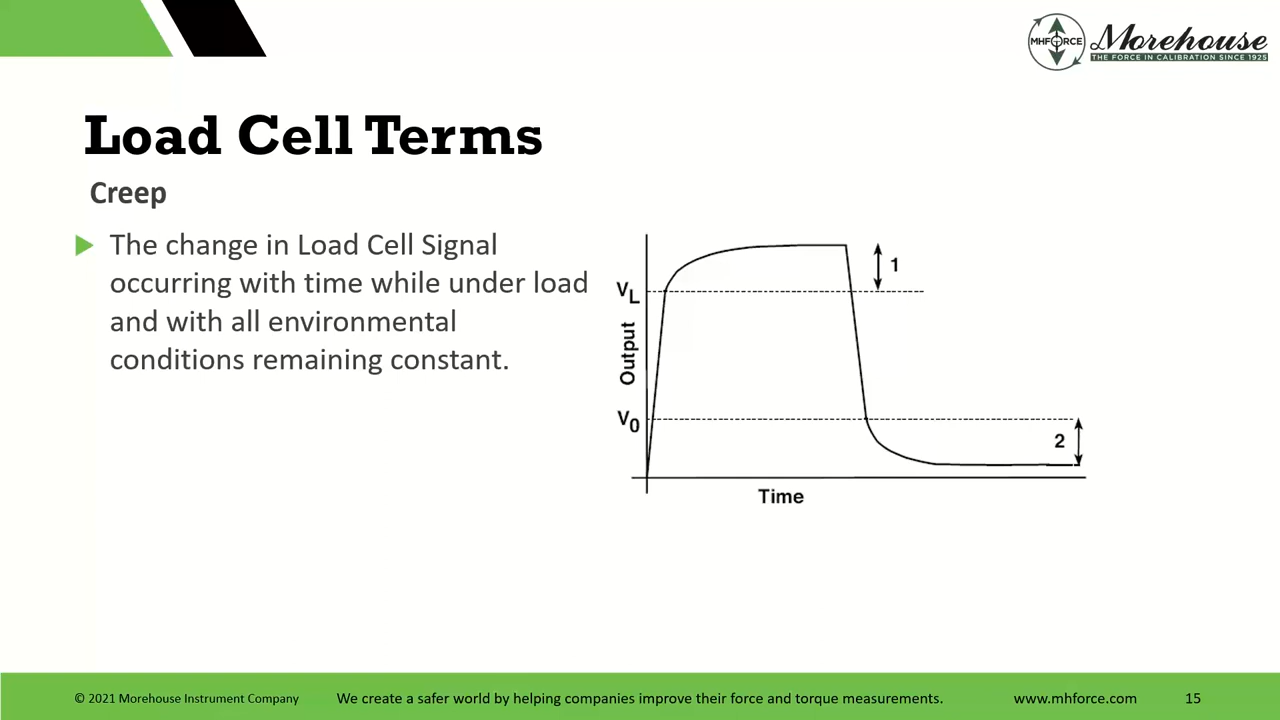 MHFORCE
Morehouse
THE FORCE IN CALIBRATION SINCE 1925
Load Cell Terms
Creep
The change in Load Cell Signal
occurring with time while under load
and with all environmental
conditions remaining constant.
1
VL
Output
V0
2
Time
© 2021 Morehouse Instrument Company
We create a safer world by helping companies improve their force and torque measurements.
www.mhforce.com
15